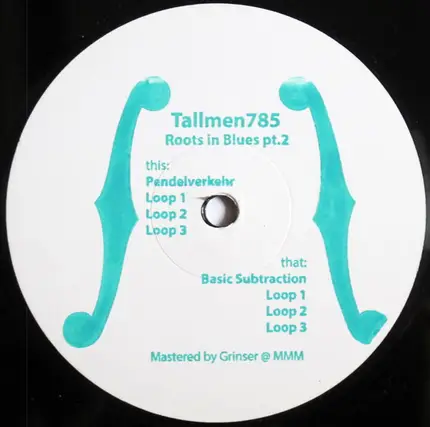 Tallmen785
Roots in Blues pt.2
this:
Pendelverkehr
Loop 1
Loop 2
Loop 3
that:
Basic Subtraction
Loop 1
Loop 2
Loop 3
Mastered by Grinser @ MMM